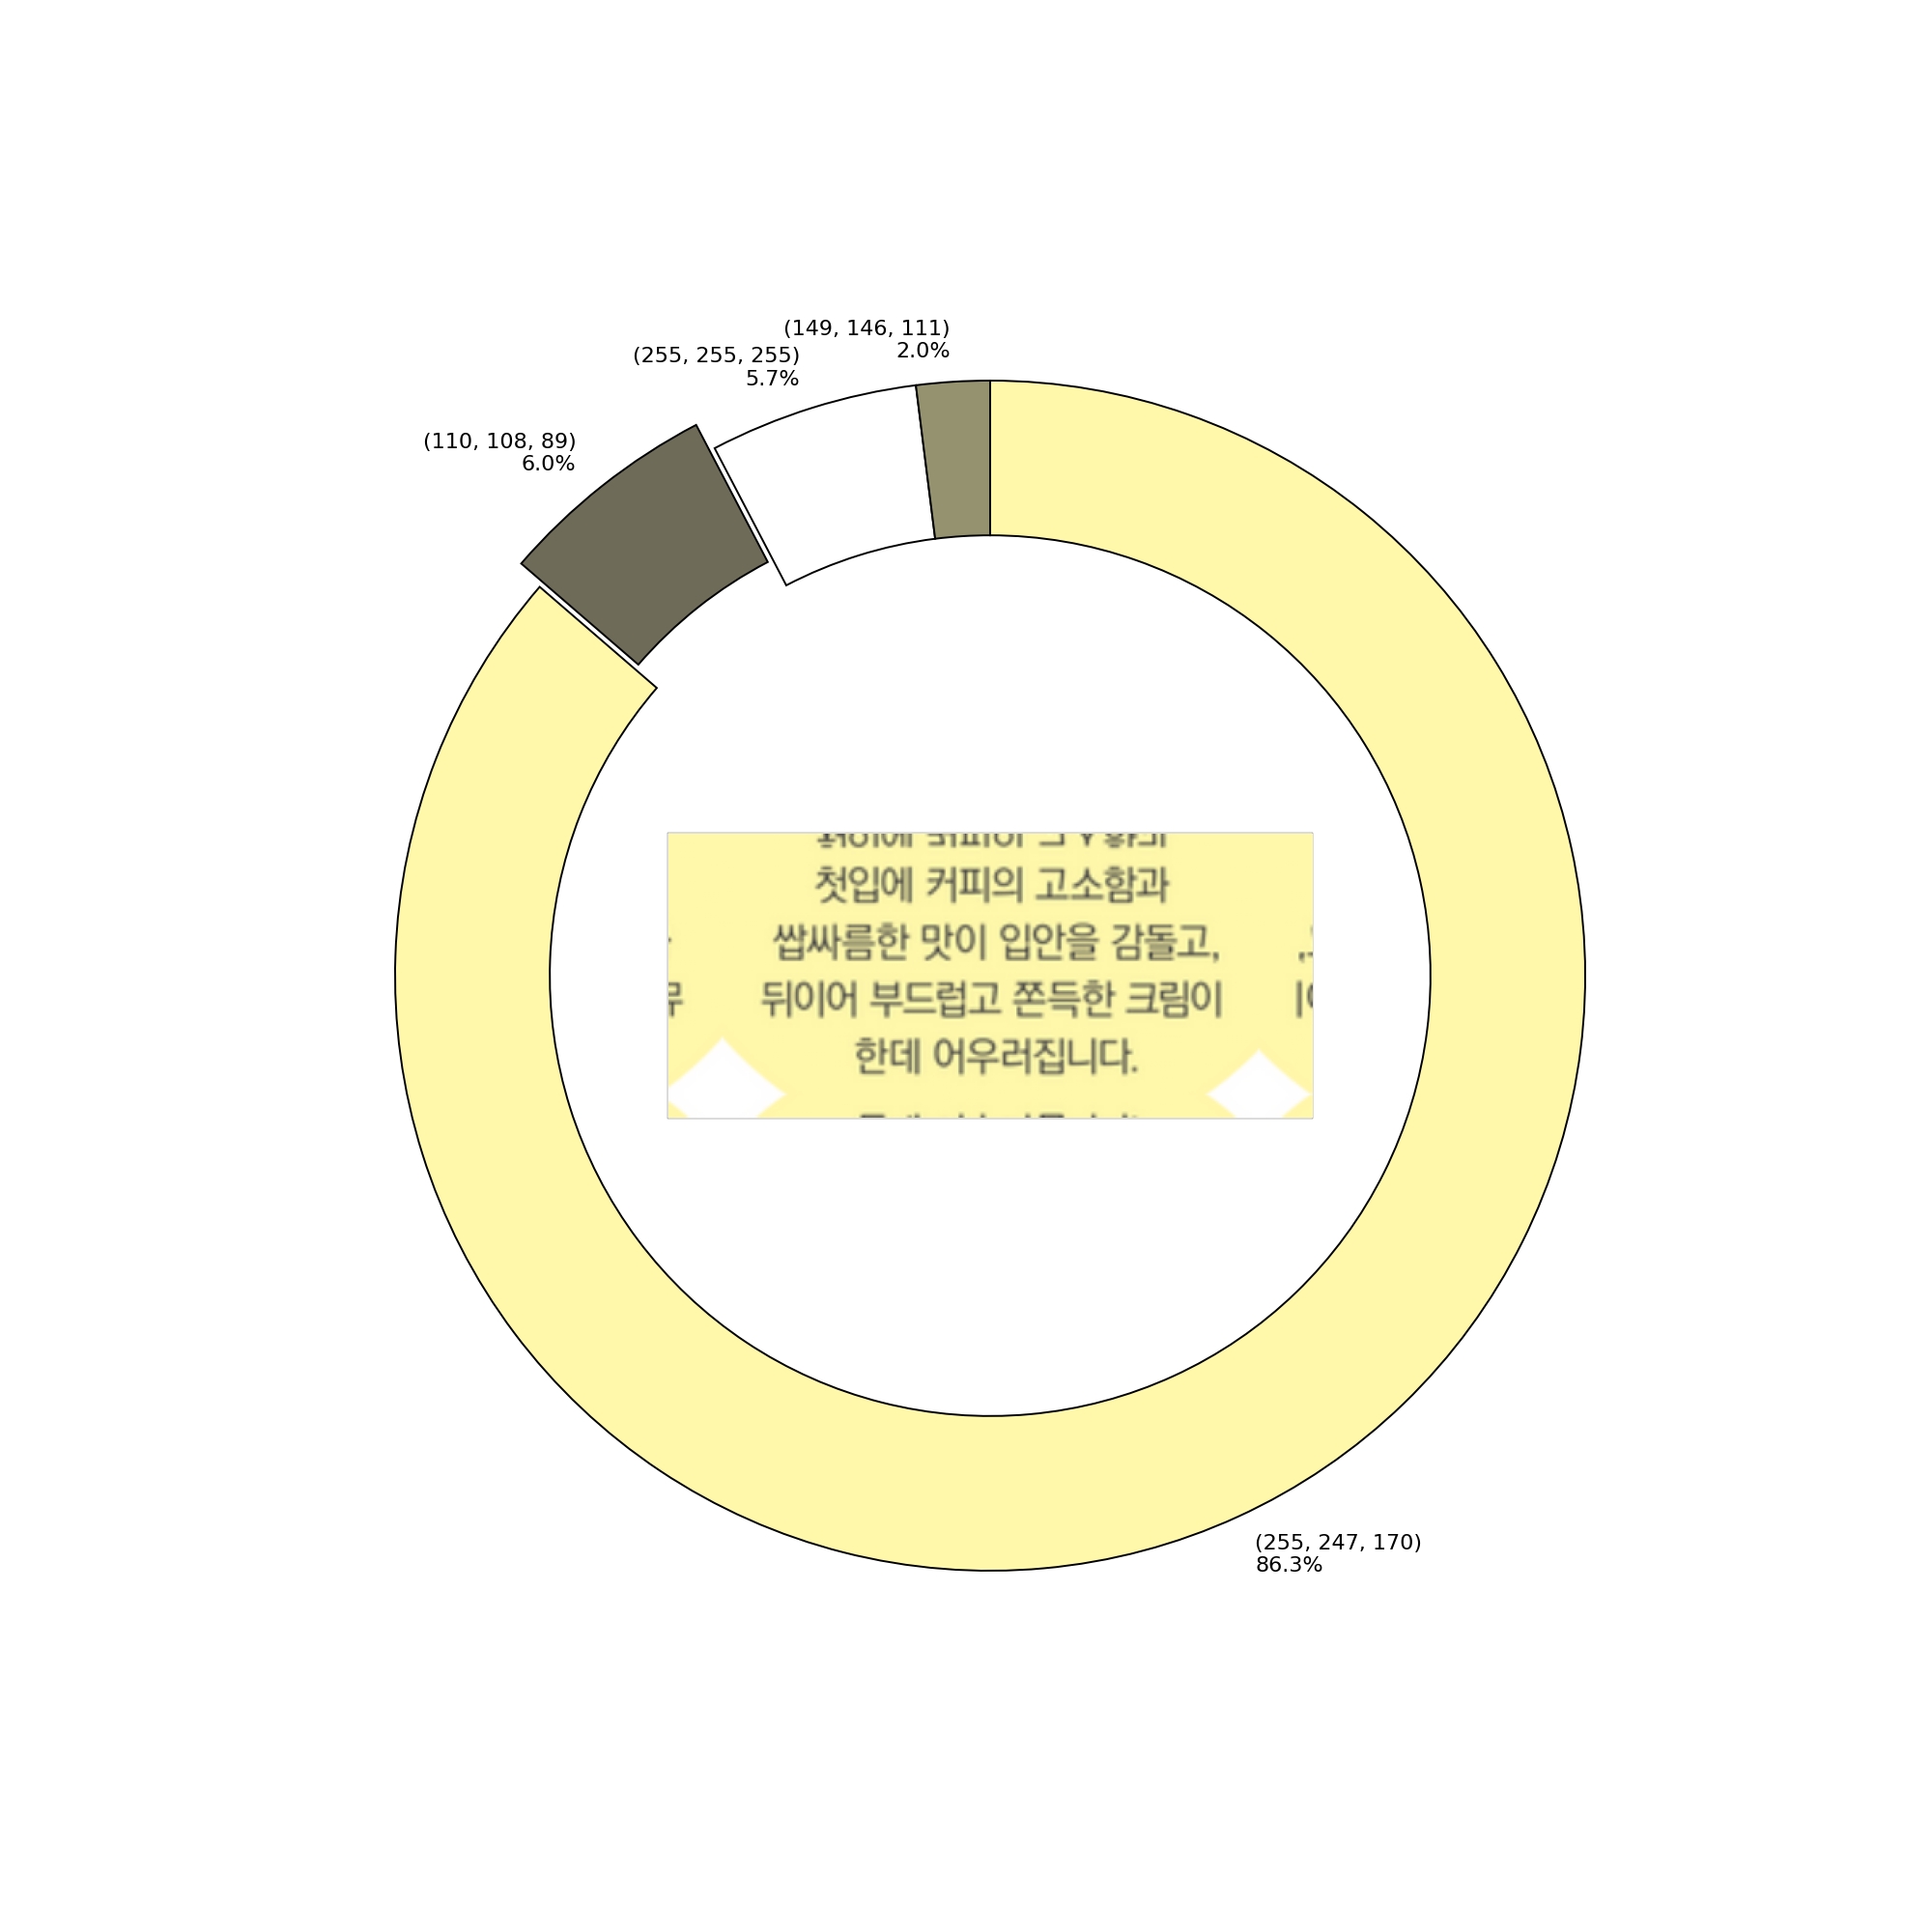 (149, 146, 111)
2.0%
(255, 255, 255)
5.7%
(110, 108, 89)
6.0%
첫입에 커피의 고소함과
쌉싸름한 맛이 입안을 감돌고,
뒤이어 부드럽고 쫀득한 크림이
한데 어우러집니다.
(255, 247, 170)
86.3%